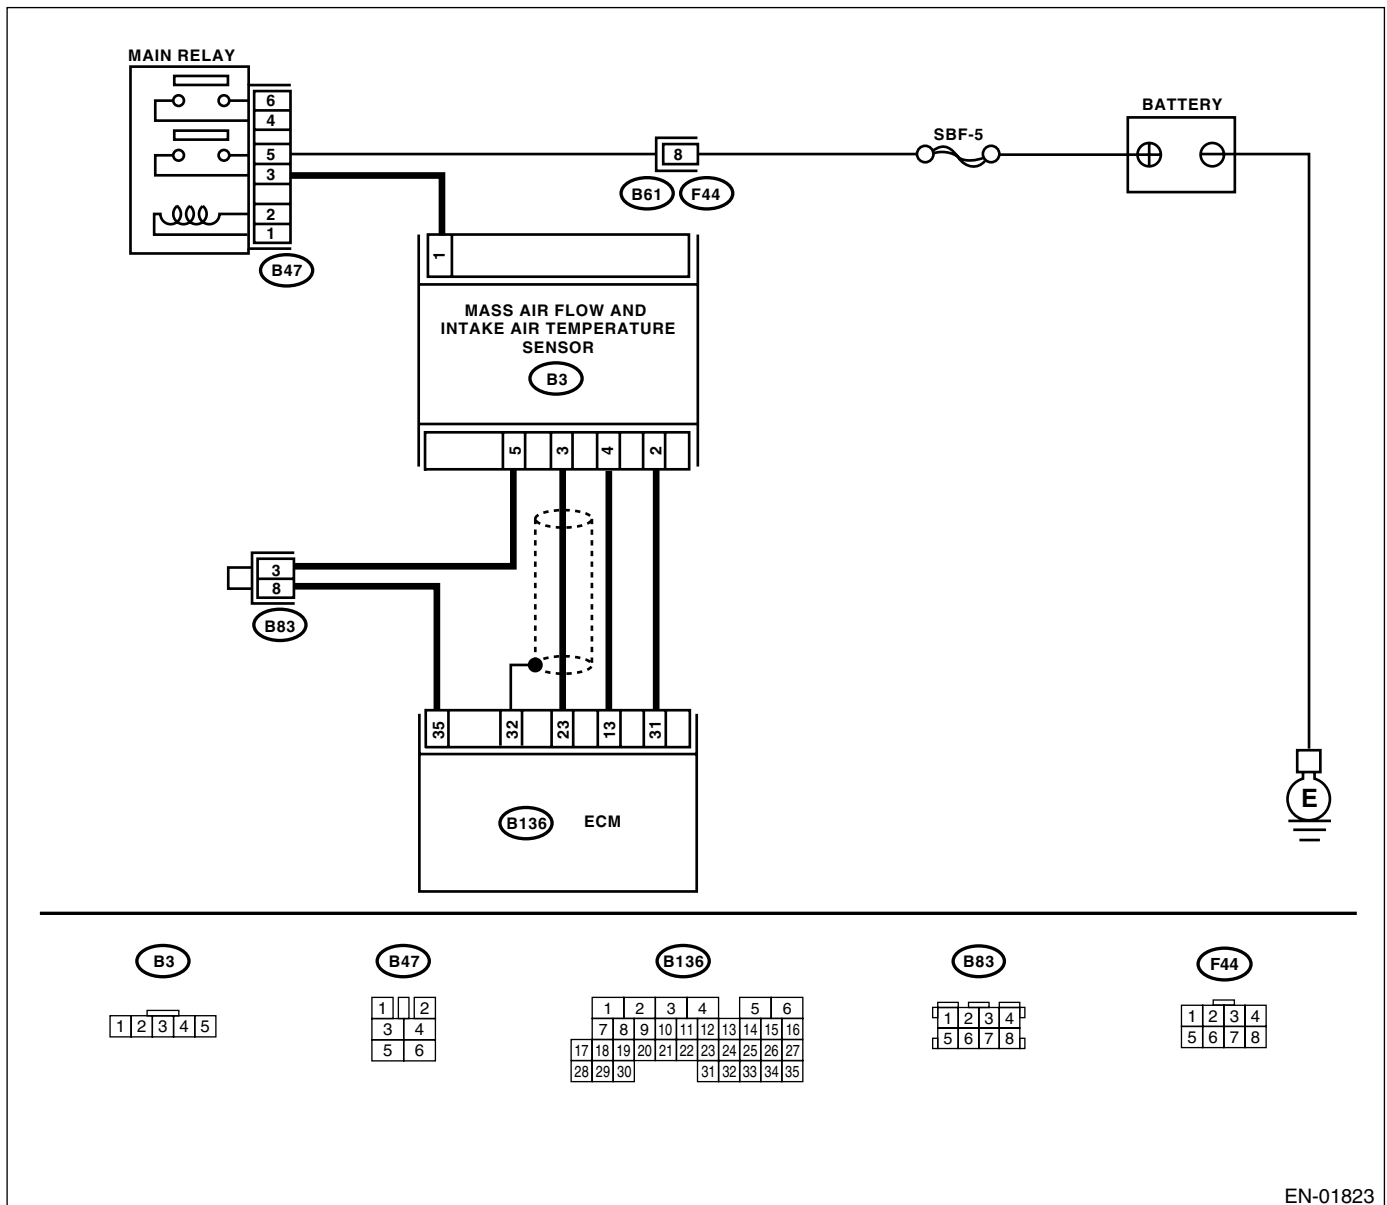 MAIN RELAY
6
4
5
3
2
1
B47
8
B61 F44
SBF-5
BATTERY
1
MASS AIR FLOW AND
INTAKE AIR TEMPERATURE
SENSOR
B3
5 3 4 2
3
8
B83
35 32 23 13 31
B136 ECM
E
B3
1 2 3 4 5
B47
1 2
3 4
5 6
B136
1 2 3 4 5 6
7 8 9 10 11 12 13 14 15 16
17 18 19 20 21 22 23 24 25 26 27
28 29 30 31 32 33 34 35
B83
1 2 3 4
5 6 7 8
F44
1 2 3 4
5 6 7 8
EN-01823